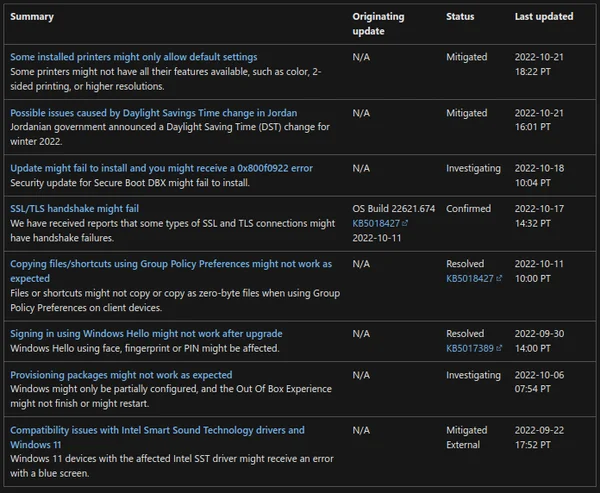 Summary Originating update Status Last updated
Some installed printers might only allow default settings N/A Mitigated 2022-10-21 18:22 PT
Some printers might not have all their features available, such as color, 2-
sided printing, or higher resolutions.
Possible issues caused by Daylight Savings Time change in Jordan N/A Mitigated 2022-10-21 16:01 PT
Jordanian government announced a Daylight Saving Time (DST) change for
winter 2022.
Update might fail to install and you might receive a 0x800f0922 error N/A Investigating 2022-10-18 10:04 PT
Security update for Secure Boot DBX might fail to install.
SSL/TLS handshake might fail OS Build 22621.674 Confirmed 2022-10-17
We have received reports that some types of SSL and TLS connections might KB5018427 14:32 PT
have handshake failures. 2022-10-11
Copying files/shortcuts using Group Policy Preferences might not work as N/A Resolved 2022-10-11
expected KB5018427 10:00 PT
Files or shortcuts might not copy or copy as zero-byte files when using Group
Policy Preferences on client devices.
Signing in using Windows Hello might not work after upgrade N/A Resolved 2022-09-30
Windows Hello using face, fingerprint or PIN might be affected. KB5017389 14:00 PT
Provisioning packages might not work as expected N/A Investigating 2022-10-06
Windows might only be partially configured, and the Out Of Box Experience 07:54 PT
might not finish or might restart.
Compatibility issues with Intel Smart Sound Technology drivers and N/A Mitigated 2022-09-22
Windows 11 External 17:52 PT
Windows 11 devices with the affected Intel SST driver might receive an error
with a blue screen.